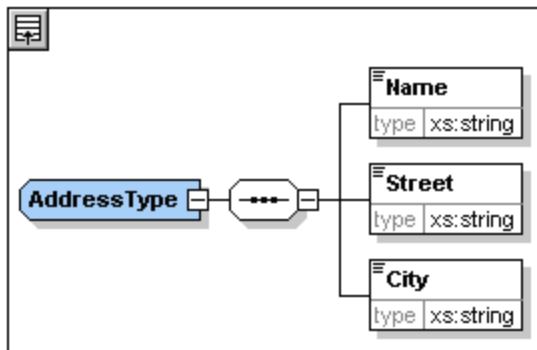 Name
type xs:string
AddressType
Street
type xs:string
City
type xs:string